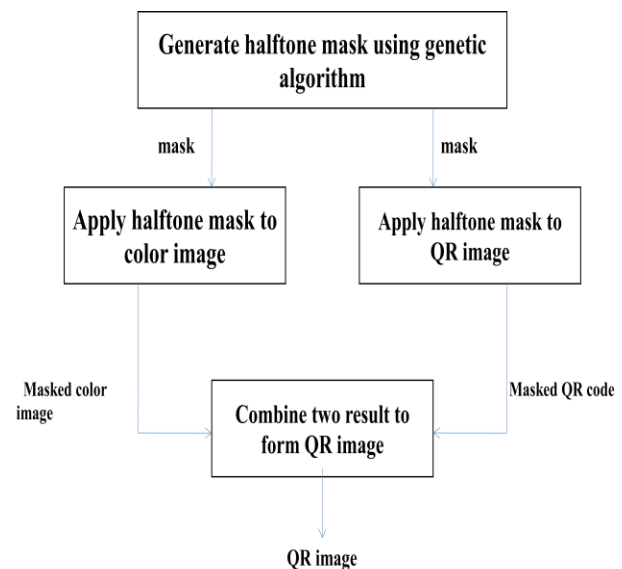 Generate halftone mask using genetic
algorithm
mask
mask
Apply halftone mask to
color image
Apply halftone mask to
QR image
Masked color
image
Masked QR code
Combine two result to
form QR image
QR image